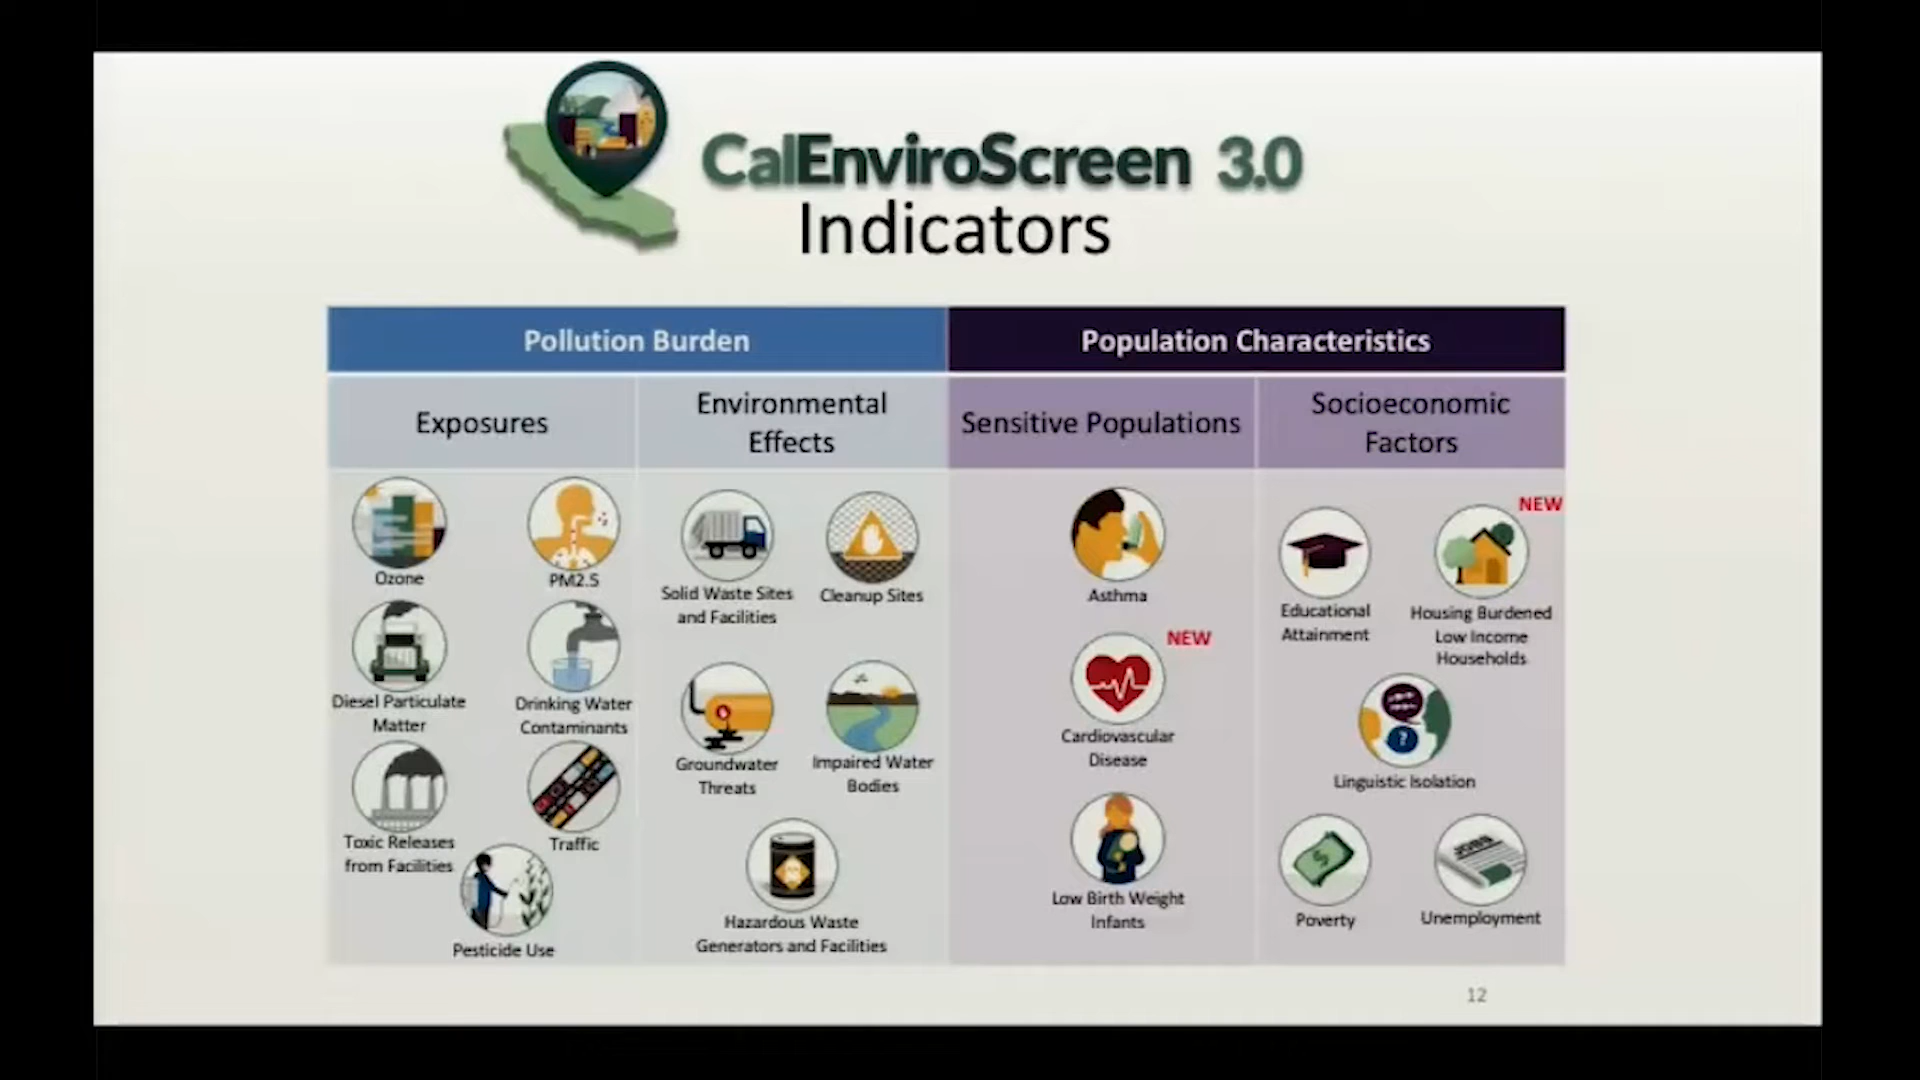 CalEnviroScreen 3.0
Indicators
Pollution Burden
Population Characteristics
Exposures
Environmental
Effects
Sensitive Populations
Socioeconomic
Factors
Ozone
PM2.5
Diesel Particulate
Matter
Drinking Water
Contaminants
Toxic Releases
from Facilities
Traffic
Pesticide Use
Solid Waste Sites
and Facilities
Cleanup Sites
Groundwater
Threats
Impaired Water
Bodies
Hazardous Waste
Generators and Facilities
Asthma
NEW
Cardiovascular
Disease
Low Birth Weight
Infants
Educational
Attainment
NEW
Housing Burdened
Low Income
Households
?
Linguistic Isolation
$
Poverty
JOBS
Unemployment
12